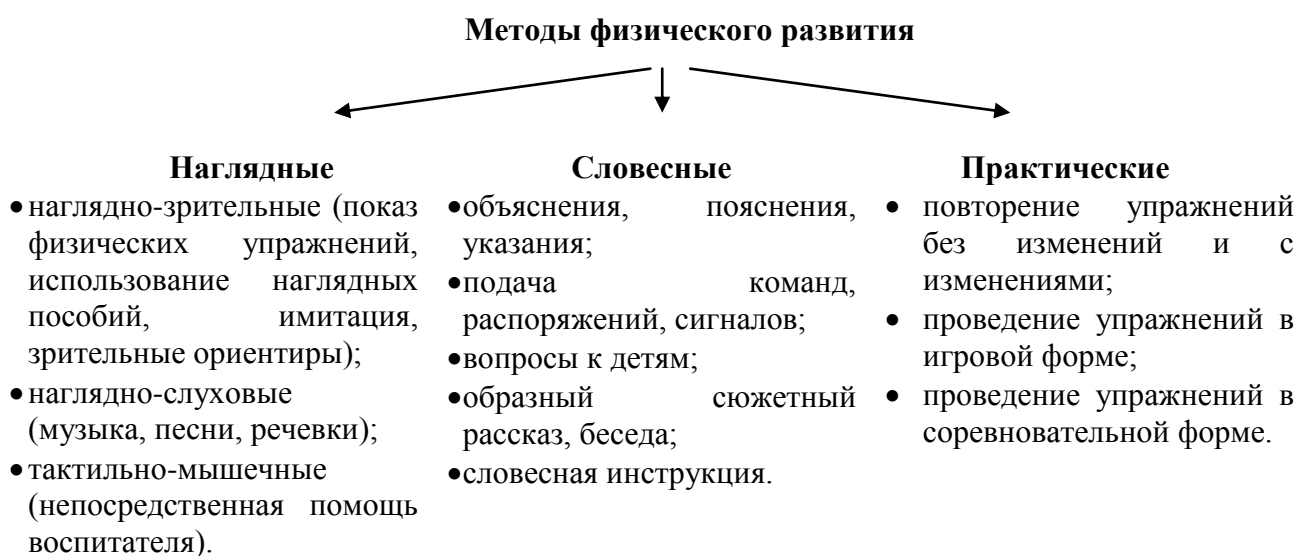 Методы физического развития
Наглядные
•наглядно-зрительные (показ
физических упражнений,
использование наглядных
пособий, имитация,
зрительные ориентиры);
•наглядно-слуховые
(музыка, песни, речевки);
•тактильно-мышечные
(непосредственная помощь
воспитателя).
Словесные
•объяснения, пояснения,
указания;
•подача команд,
распоряжений, сигналов;
•вопросы к детям;
•образный сюжетный
рассказ, беседа;
•словесная инструкция.
Практические
• повторение упражнений
без изменений и с
изменениями;
• проведение упражнений в
игровой форме;
• проведение упражнений в
соревновательной форме.